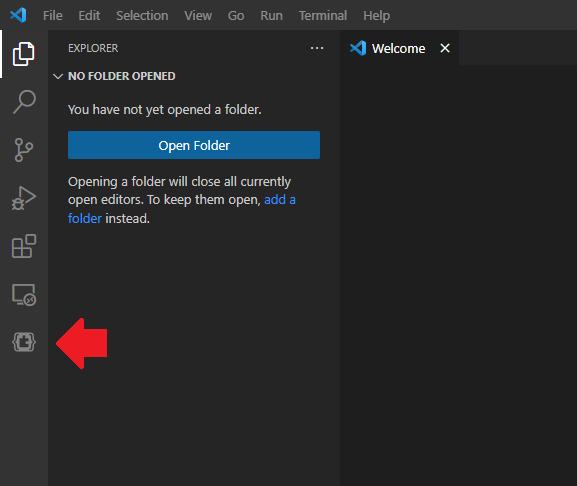 File Edit Selection View Go Run Terminal Help
EXPLORER
Welcome
NO FOLDER OPENED
You have not yet opened a folder.
Open Folder
Opening a folder will close all currently
open editors. To keep them open, add a
folder instead.